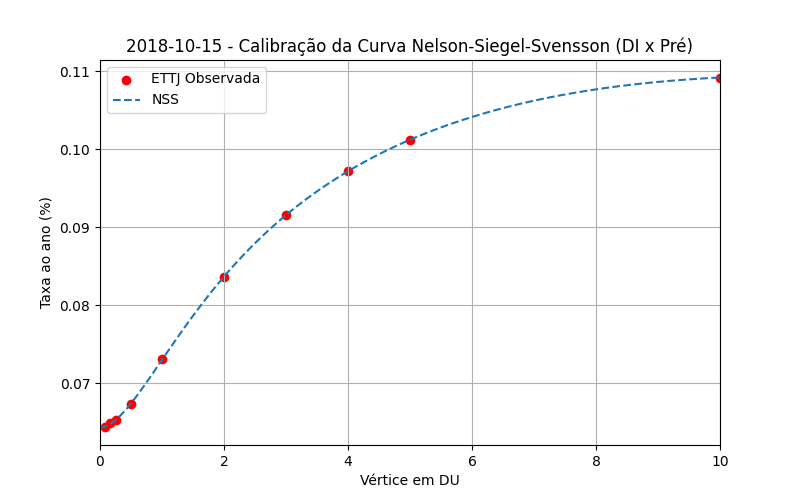 2018-10-15 - Calibração da Curva Nelson-Siegel-Svensson (DI x Pré)
ETTJ Observada
NSS
Taxa ao ano (%)
0.11
0.10
0.09
0.08
0.07
0 2 4 6 8 10
Vértice em DU